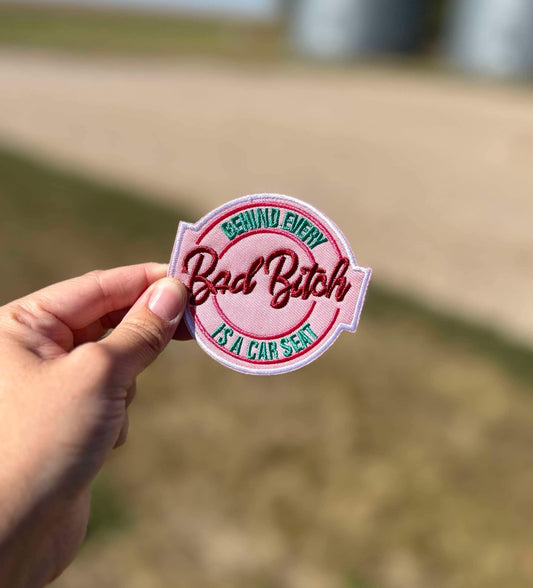 BEHIND EVERY
Bad Bitch
IS A CAR SEAT